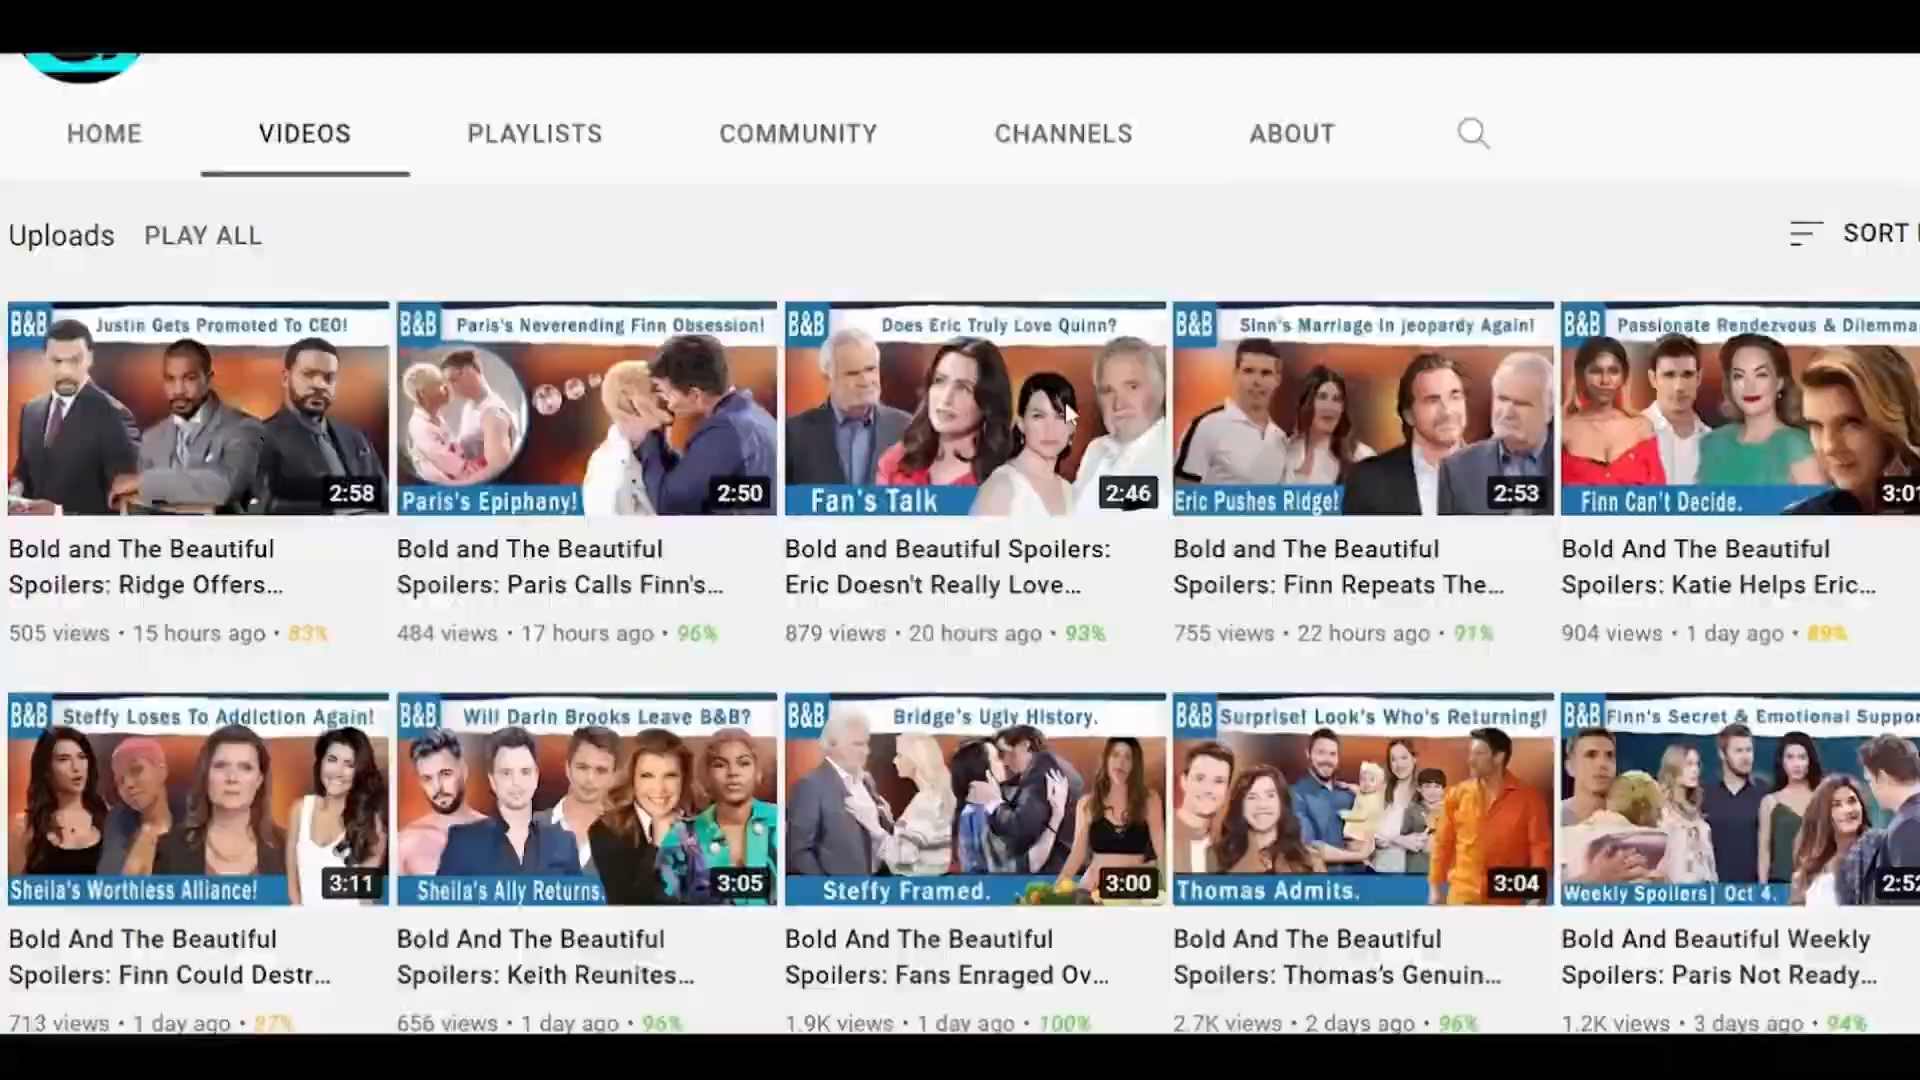 HOME VIDEOS PLAYLISTS COMMUNITY CHANNELS ABOUT
Uploads PLAY ALL SORT
B&B Justin Gets Promoted To CEO!
2:58
Bold and The Beautiful
Spoilers: Ridge Offers...
505 views • 15 hours ago • 83%
B&B Paris's Neverending Finn Obsession!
Paris's Epiphany! 2:50
Bold and The Beautiful
Spoilers: Paris Calls Finn's...
484 views • 17 hours ago • 96%
B&B Does Eric Truly Love Quinn?
Fan's Talk 2:46
Bold and Beautiful Spoilers:
Eric Doesn't Really Love...
879 views • 20 hours ago • 93%
B&B Sinn's Marriage In jeopardy Again!
Eric Pushes Ridge! 2:53
Bold and The Beautiful
Spoilers: Finn Repeats The...
755 views • 22 hours ago • 91%
B&B Passionate Rendezvous & Dilemma
Finn Can't Decide. 3:01
Bold And The Beautiful
Spoilers: Katie Helps Eric...
904 views • 1 day ago • 89%
B&B Steffy Loses To Addiction Again!
Sheila's Worthless Alliance! 3:11
Bold And The Beautiful
Spoilers: Finn Could Destr...
713 views • 1 day ago • 87%
B&B Will Darin Brooks Leave B&B?
Sheila's Ally Returns. 3:05
Bold And The Beautiful
Spoilers: Keith Reunites...
656 views • 1 day ago • 96%
B&B Bridge's Ugly History.
Steffy Framed. 3:00
Bold And The Beautiful
Spoilers: Fans Enraged Ov...
1.9K views • 1 day ago • 100%
B&B Surprise! Look's Who's Returning!
Thomas Admits. 3:04
Bold And The Beautiful
Spoilers: Thomas's Genuin...
2.7K views • 2 days ago • 96%
B&B Finn's Secret & Emotional Suppor
Weekly Spoilers| Oct 4. 2:52
Bold And Beautiful Weekly
Spoilers: Paris Not Ready...
1.2K views • 3 days ago • 94%